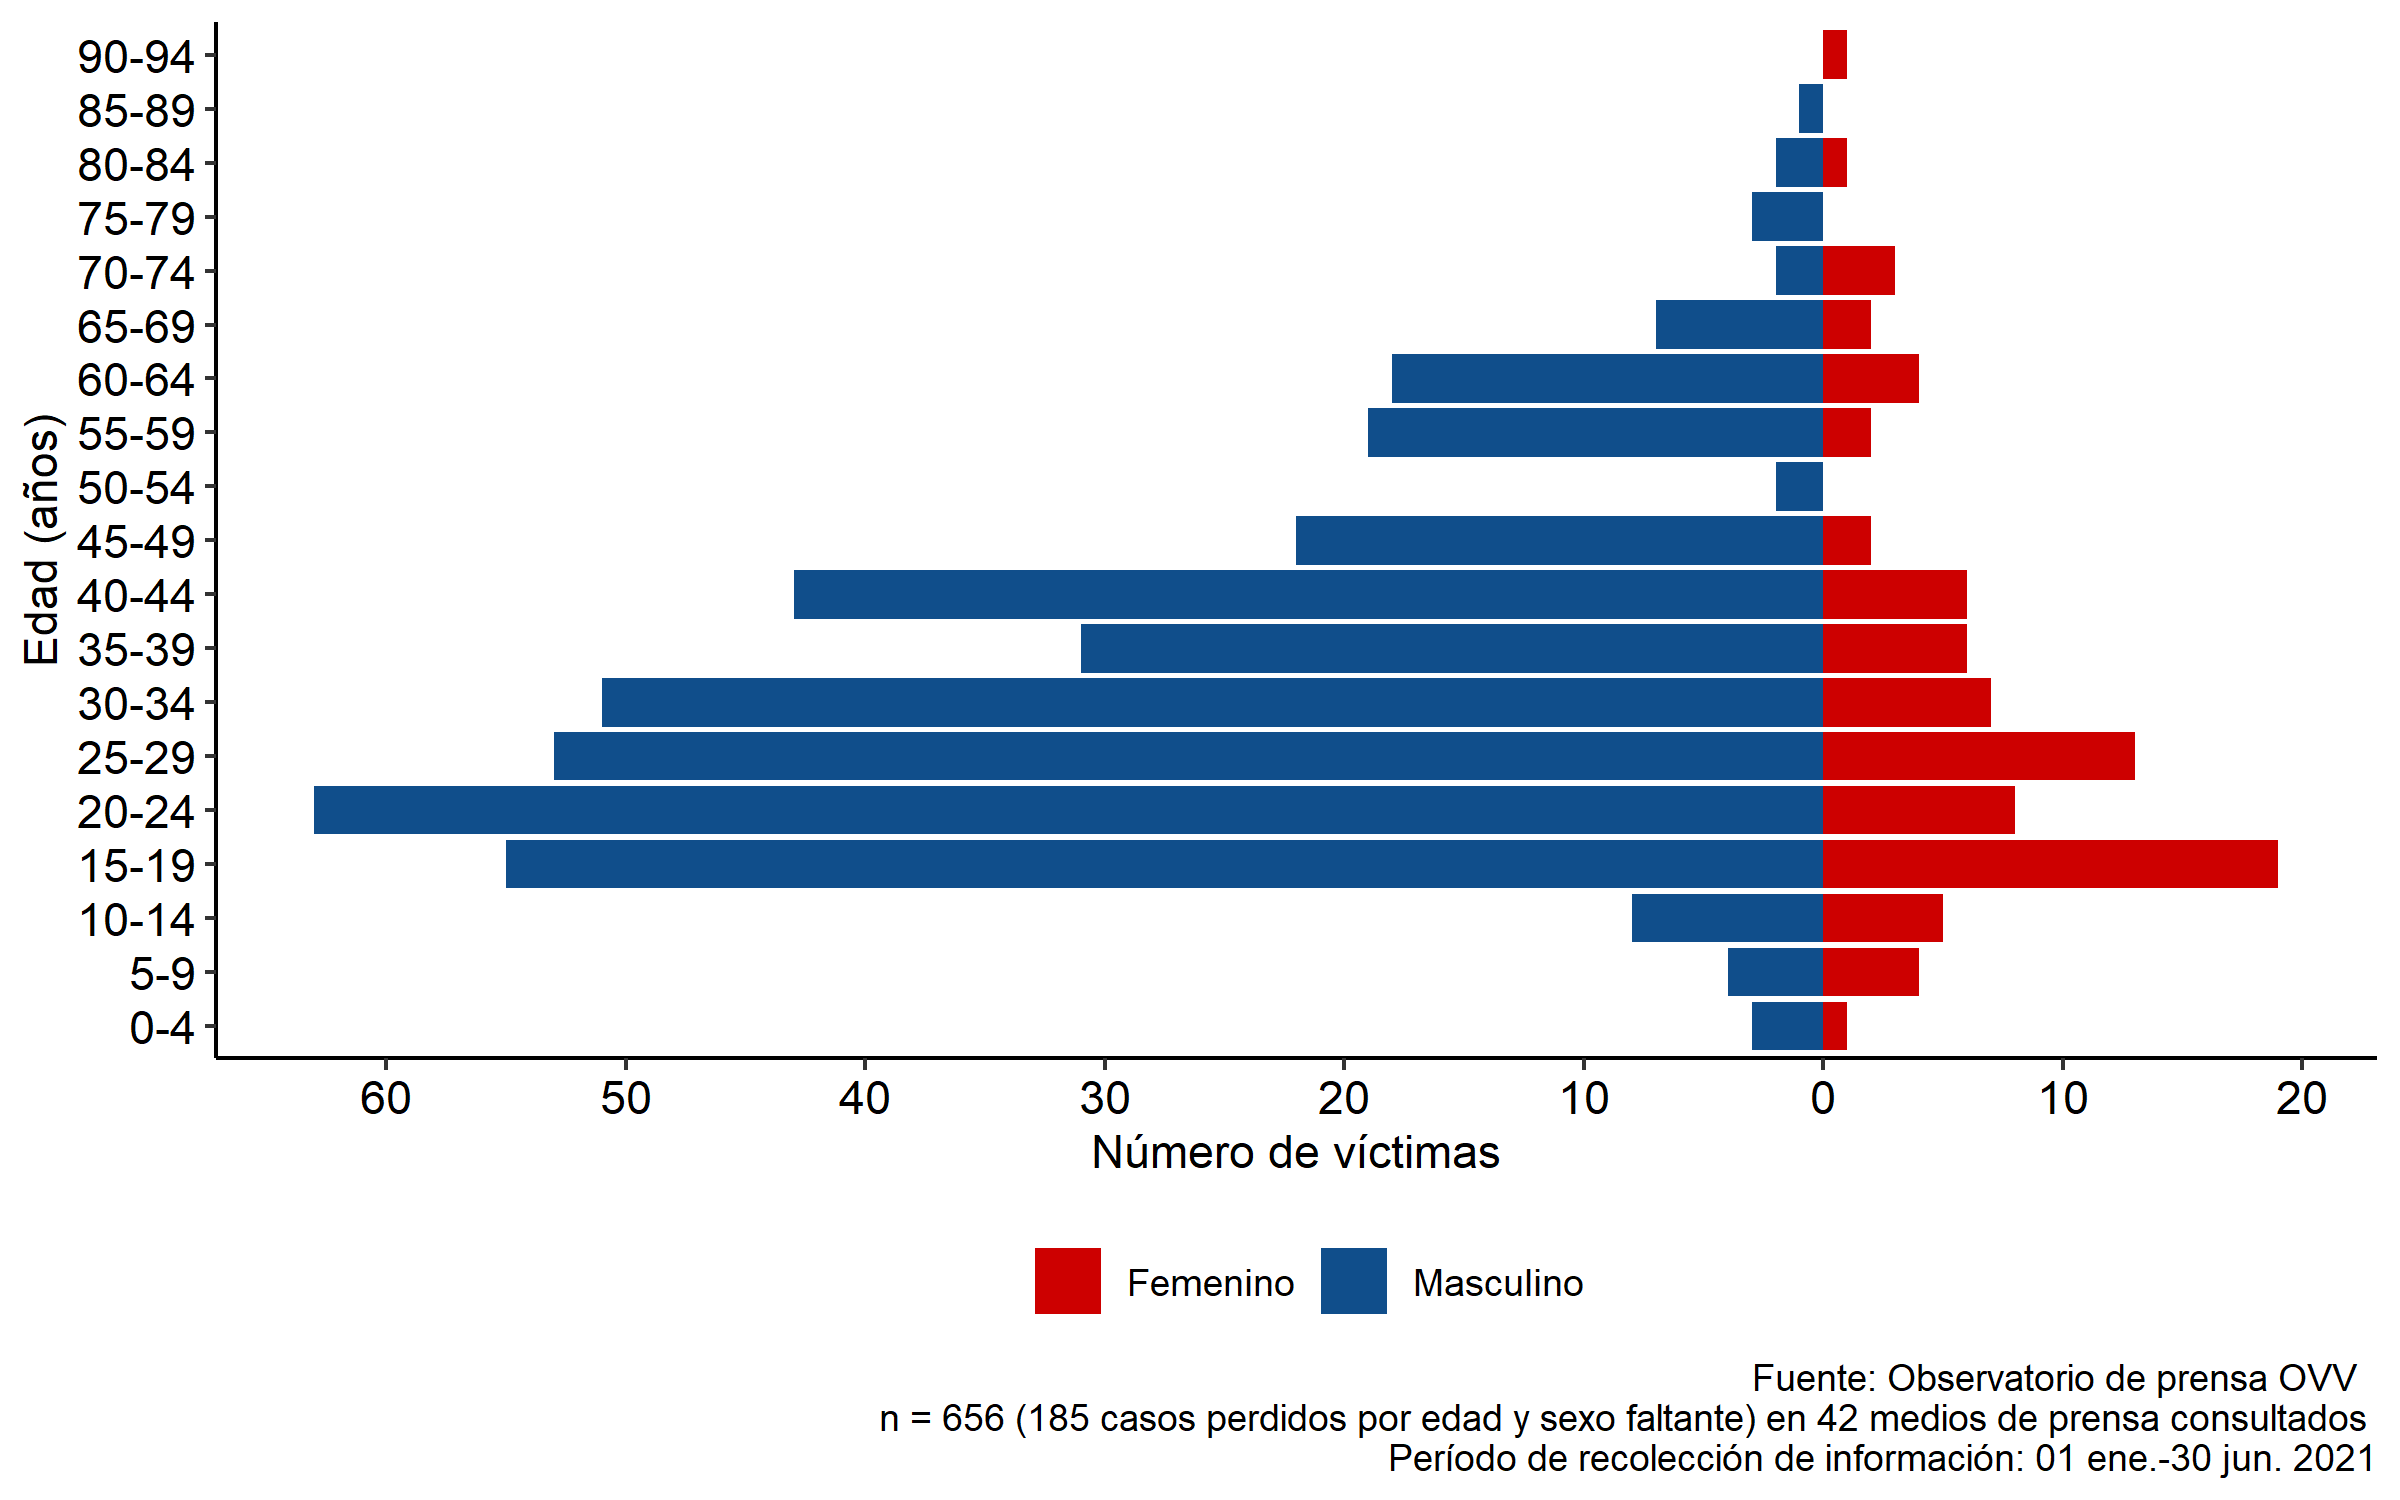 Edad (años)
90-94
85-89
80-84
75-79
70-74
65-69
60-64
55-59
50-54
45-49
40-44
35-39
30-34
25-29
20-24
15-19
10-14
5-9
0-4
60 50 40 30 20 10 0 10 20
Número de víctimas
Femenino Masculino
Fuente: Observatorio de prensa OVV
n = 656 (185 casos perdidos por edad y sexo faltante) en 42 medios de prensa consultados
Período de recolección de información: 01 ene.-30 jun. 2021